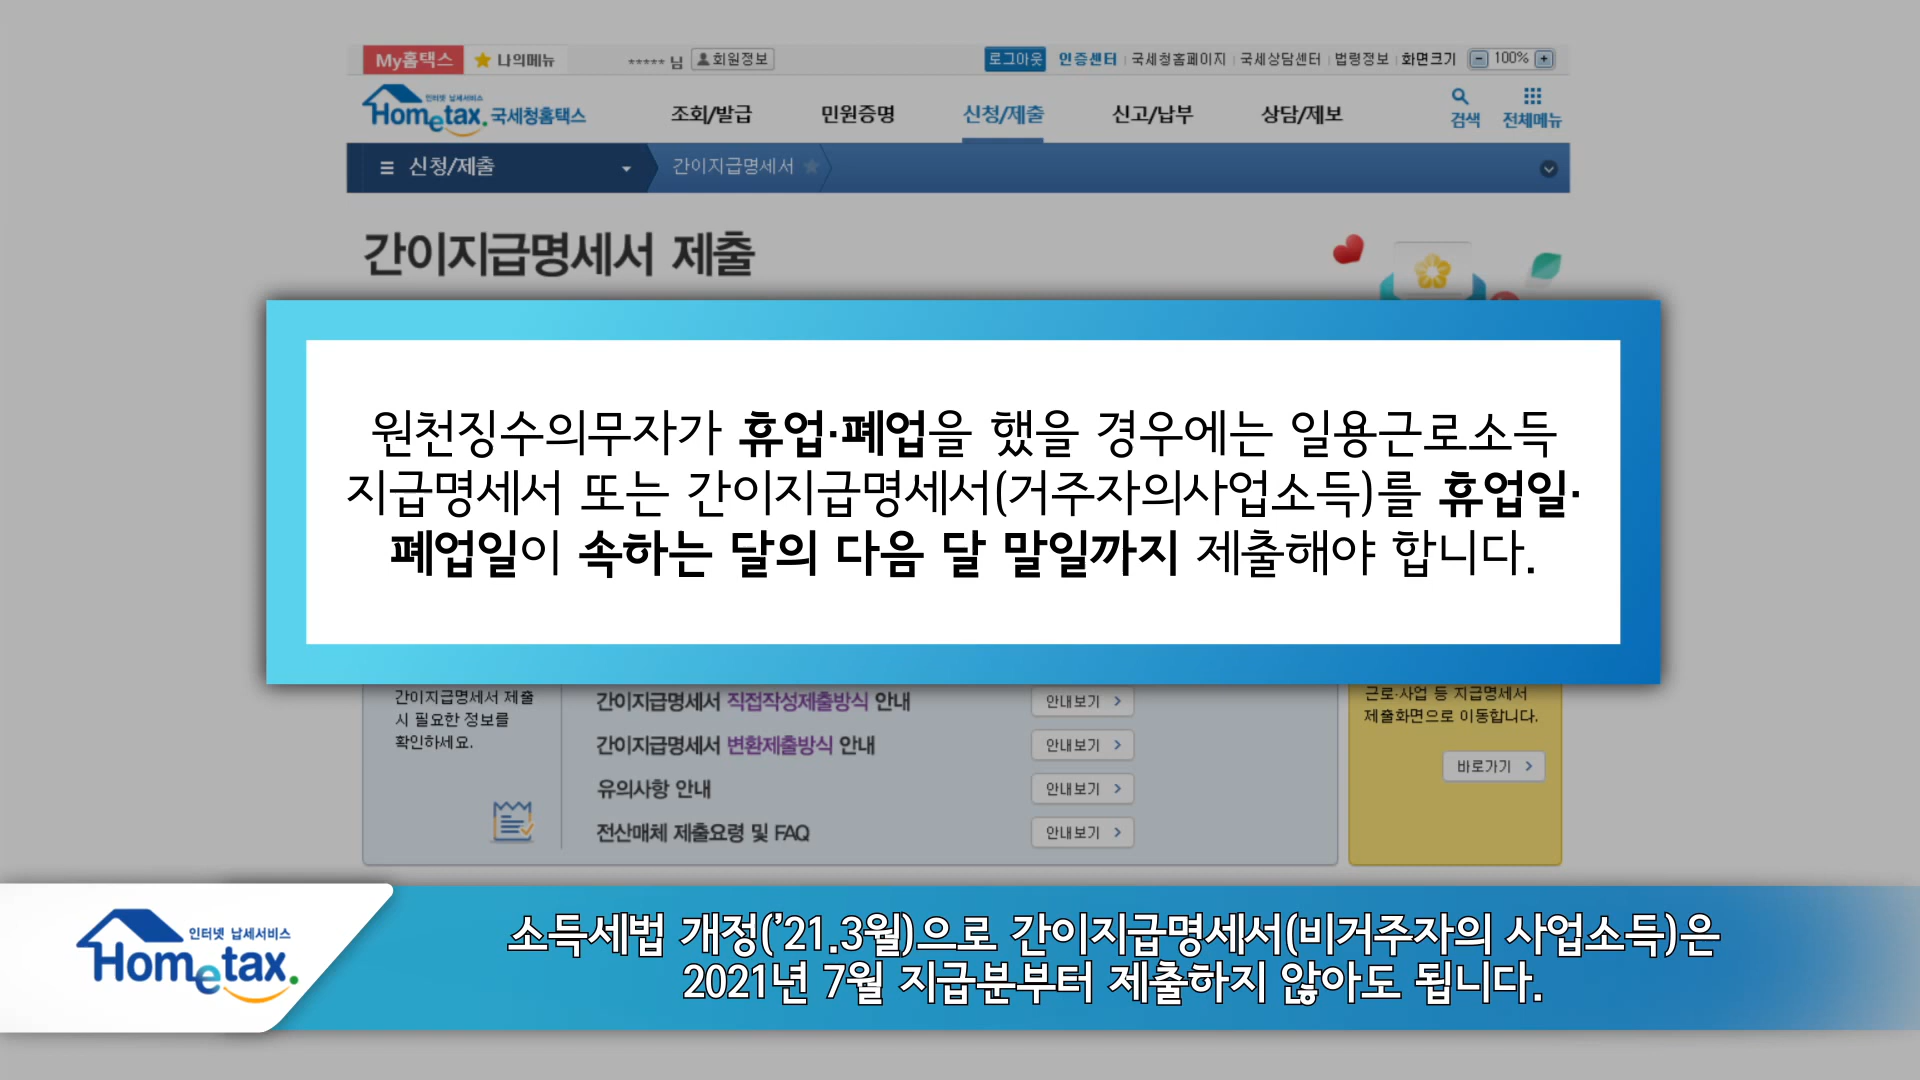 My홈택스 나의메뉴 ***** 님 회원정보 로그아웃 인증센터 국세청홈페이지 국세상담센터 법령정보 화면크기 100%
인터넷 납세서비스
Hometax. 국세청홈택스 조회/발급 민원증명 신청/제출 신고/납부 상담/제보 검색 전체메뉴
신청/제출 간이지급명세서
간이지급명세서 제출
원천징수의무자가 휴업·폐업을 했을 경우에는 일용근로소득
지급명세서 또는 간이지급명세서(거주자의사업소득)를 휴업일·
폐업일이 속하는 달의 다음 달 말일까지 제출해야 합니다.
간이지급명세서 제출
시 필요한 정보를
확인하세요.
간이지급명세서 직접작성제출방식 안내 안내보기
간이지급명세서 변환제출방식 안내 안내보기
유의사항 안내 안내보기
전산매체 제출요령 및 FAQ 안내보기
근로·사업 등 지급명세서
제출화면으로 이동합니다.
바로가기
인터넷 납세서비스
Hometax.
소득세법 개정('21.3월)으로 간이지급명세서(비거주자의 사업소득)은
2021년 7월 지급분부터 제출하지 않아도 됩니다.